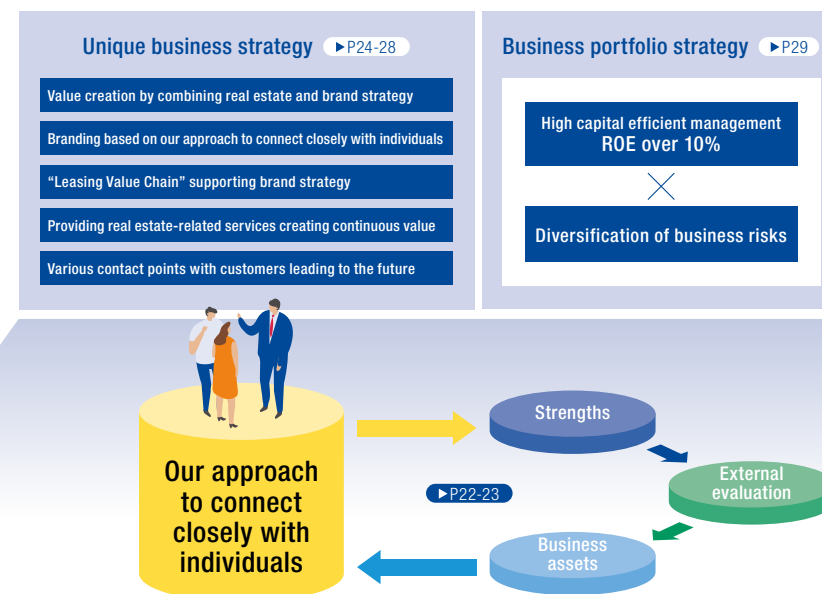 Unique business strategy ▶P24-28
Value creation by combining real estate and brand strategy
Branding based on our approach to connect closely with individuals
“Leasing Value Chain” supporting brand strategy
Providing real estate-related services creating continuous value
Various contact points with customers leading to the future
Business portfolio strategy ▶P29
High capital efficient management
ROE over 10%
Diversification of business risks
Our approach
to connect
closely with
individuals
Strengths
▶P22-23
External
evaluation
Business
assets